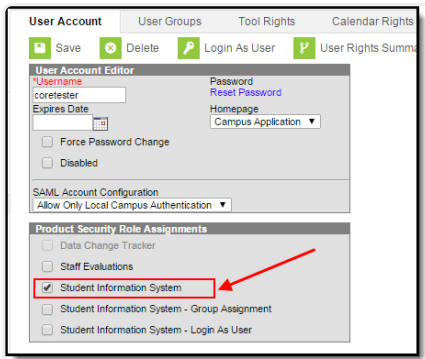 User Account User Groups Tool Rights Calendar Rights
Save Delete Login As User User Rights Summa
User Account Editor
*Username Password
coretester Reset Password
Expires Date Homepage
Campus Application
Force Password Change
Disabled
SAML Account Configuration
Allow Only Local Campus Authentication
Product Security Role Assignments
Data Change Tracker
Staff Evaluations
Student Information System
Student Information System - Group Assignment
Student Information System - Login As User